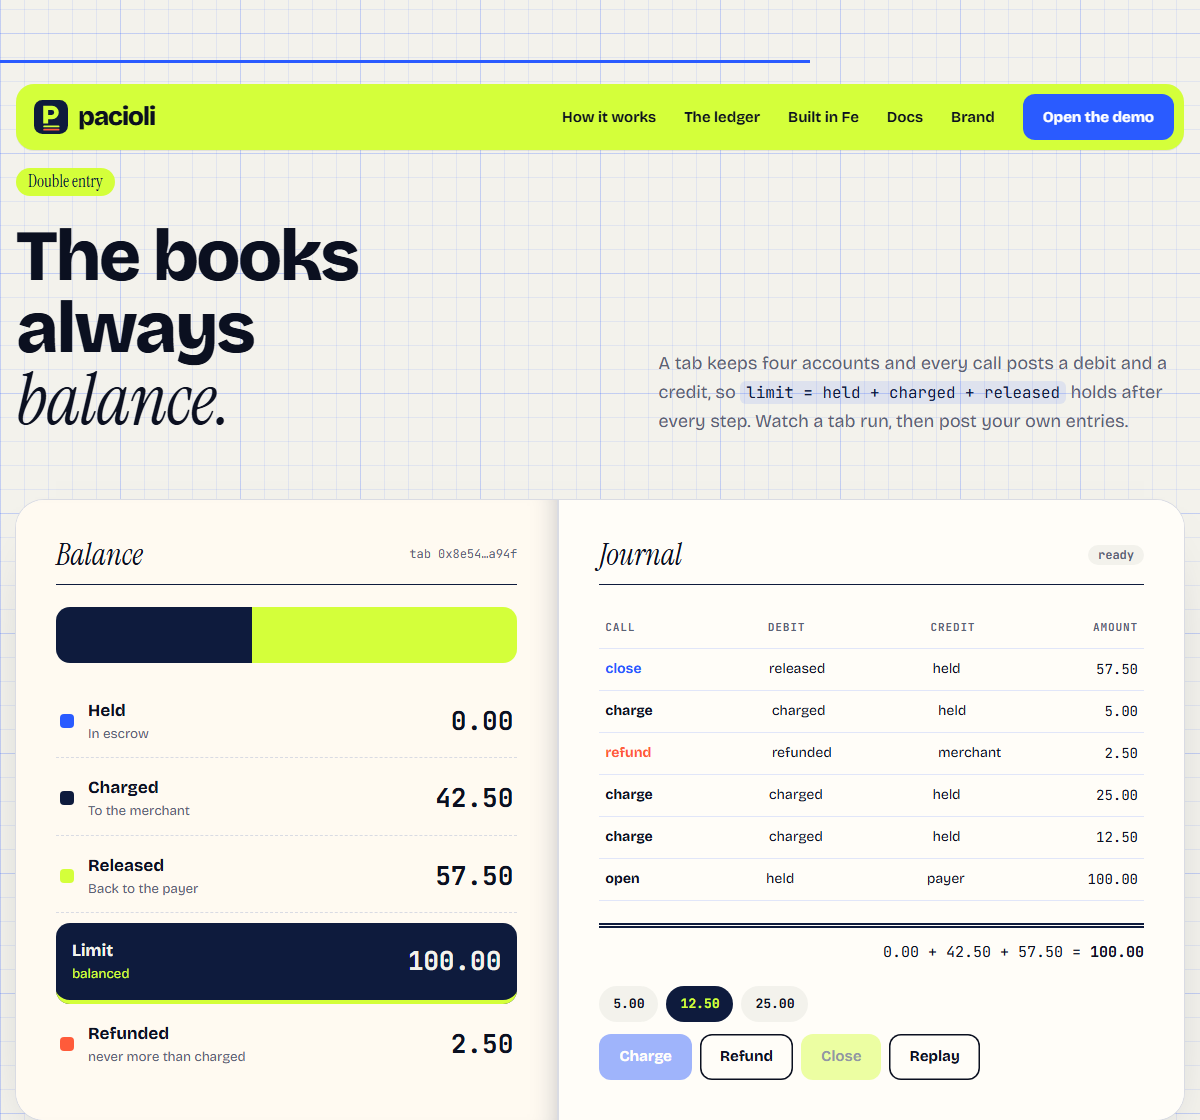 P pacioli How it works The ledger Built in Fe Docs Brand Open the demo
Double entry
The books
always
balance.
A tab keeps four accounts and every call posts a debit and a
credit, so limit = held + charged + released holds after
every step. Watch a tab run, then post your own entries.
Balance tab 0x8e54…a94f
Held
In escrow
0.00
Charged
To the merchant
42.50
Released
Back to the payer
57.50
Limit
balanced
100.00
Refunded
never more than charged
2.50
Journal ready
CALL DEBIT CREDIT AMOUNT
close released held 57.50
charge charged held 5.00
refund refunded merchant 2.50
charge charged held 25.00
charge charged held 12.50
open held payer 100.00
0.00 + 42.50 + 57.50 = 100.00
5.00 12.50 25.00
Charge Refund Close Replay